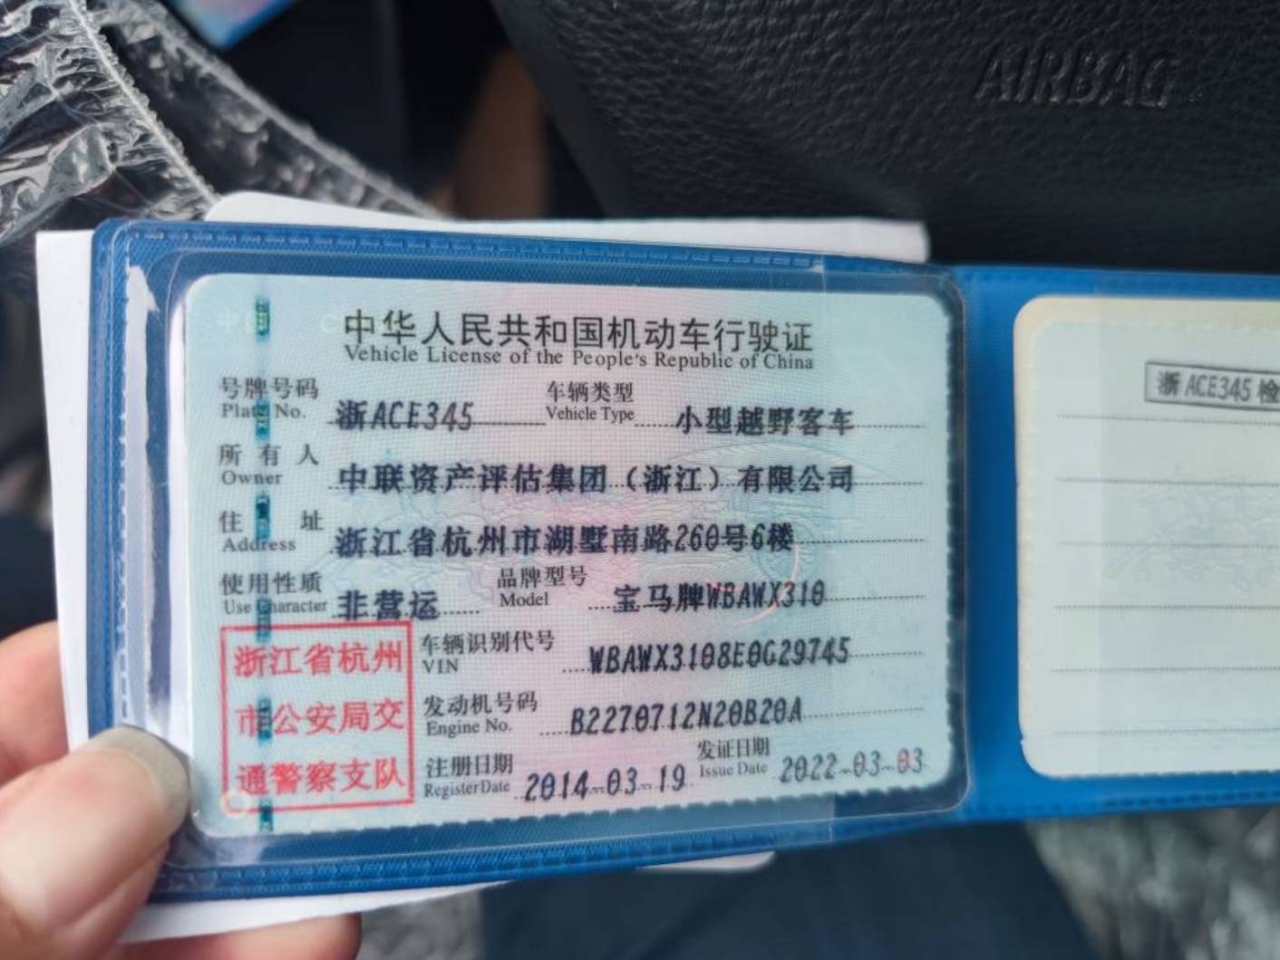 AIRBAG
中华人民共和国机动车行驶证
Vehicle License of the People's Republic of China
号牌号码 浙ACE345 车辆类型 小型越野客车
Plate No. Vehicle Type
所有人 中联资产评估集团（浙江）有限公司
Owner
住址 浙江省杭州市湖墅南路260号6楼
Address
使用性质 非营运 品牌型号 宝马牌WBAWX310
Use Character Model
浙江省杭州
市公安局交
通警察支队
车辆识别代号 WBAWX3108E0G29745
VIN
发动机号码 B2270712N20B20A
Engine No.
注册日期 2014-03-19 发证日期 2022-03-03
Register Date Issue Date
浙ACE345 检